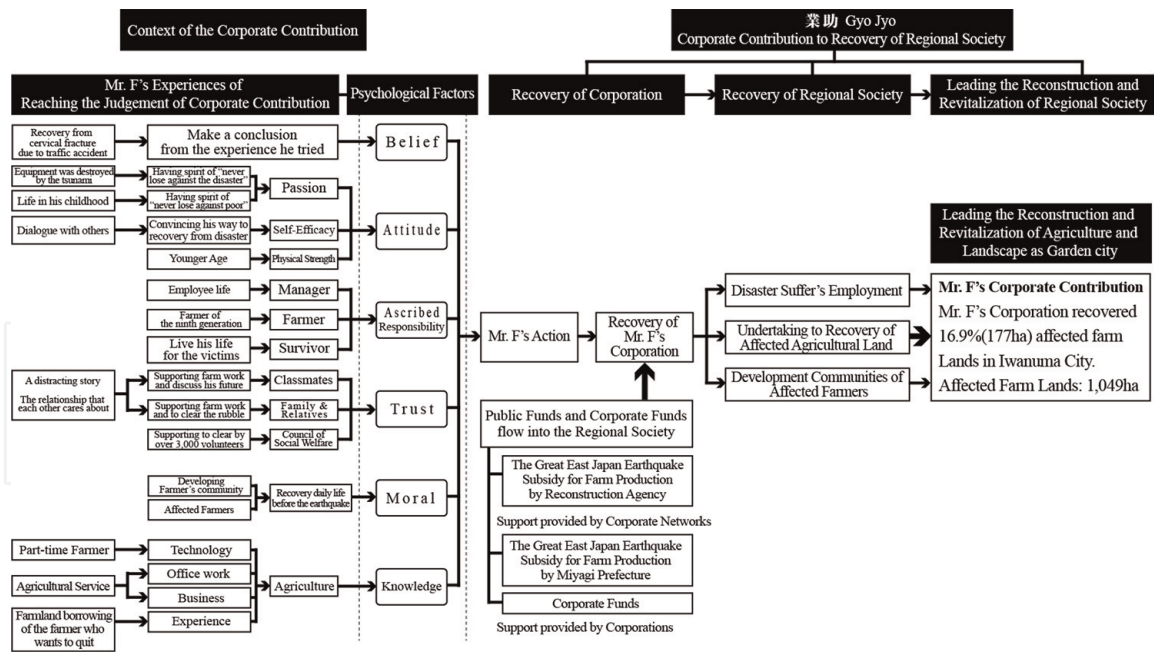 Context of the Corporate Contribution
業助 Gyo Jyo
Corporate Contribution to Recovery of Regional Society
Mr. F's Experiences of
Reaching the Judgement of Corporate Contribution
Psychological Factors
Recovery of Corporation
Recovery of Regional Society
Leading the Reconstruction and
Revitalization of Regional Society
Recovery from
cervical fracture
due to traffic accident
Make a conclusion
from the experience he tried
Belief
Equipment was destroyed
by the tsunami
Having spirit of "never
lose against the disaster"
Life in his childhood
Having spirit of
"never lose against poor"
Passion
Dialogue with others
Convincing his way to
recovery from disaster
Self-Efficacy
Attitude
Younger Age
Physical Strength
Employee life
Manager
Farmer of
the ninth generation
Farmer
Live his life
for the victims
Survivor
Ascribed
Responsibility
A distracting story
The relationship that
each other cares about
Supporting farm work
and discuss his future
Classmates
Supporting farm work
and to clear the rubble
Family &
Relatives
Supporting to clear by
over 3,000 volunteers
Council of
Social Welfare
Trust
Developing
Farmer's community
Affected Farmers
Recovery daily life
before the earthquake
Moral
Part-time Farmer
Technology
Agricultural Service
Office work
Business
Farmland borrowing
of the farmer who
wants to quit
Experience
Agriculture
Knowledge
Mr. F's Action
Recovery of
Mr. F's
Corporation
Public Funds and Corporate Funds
flow into the Regional Society
The Great East Japan Earthquake
Subsidy for Farm Production
by Reconstruction Agency
Support provided by Corporate Networks
The Great East Japan Earthquake
Subsidy for Farm Production
by Miyagi Prefecture
Corporate Funds
Support provided by Corporations
Disaster Suffer's Employment
Undertaking to Recovery of
Affected Agricultural Land
Development Communities of
Affected Farmers
Leading the Reconstruction and
Revitalization of Agriculture and
Landscape as Garden city
Mr. F's Corporate Contribution
Mr. F's Corporation recovered
16.9%(177ha) affected farm
Lands in Iwanuma City.
Affected Farm Lands: 1,049ha